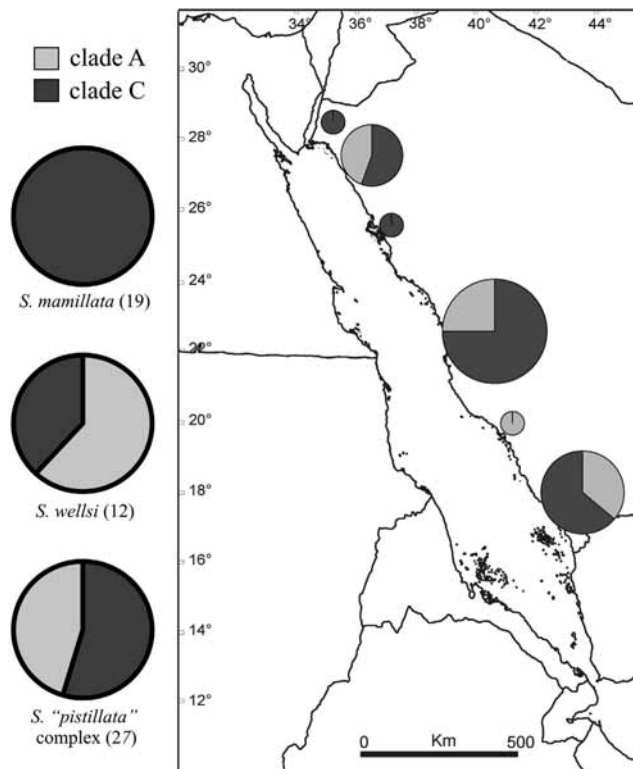 clade A
clade C
S. mamillata (19)
S. wellsi (12)
S. "pistillata"
complex (27)
34° 36° 38° 40° 42° 44°
30°
28°
26°
24°
22°
20°
18°
16°
14°
12°
0 Km 500